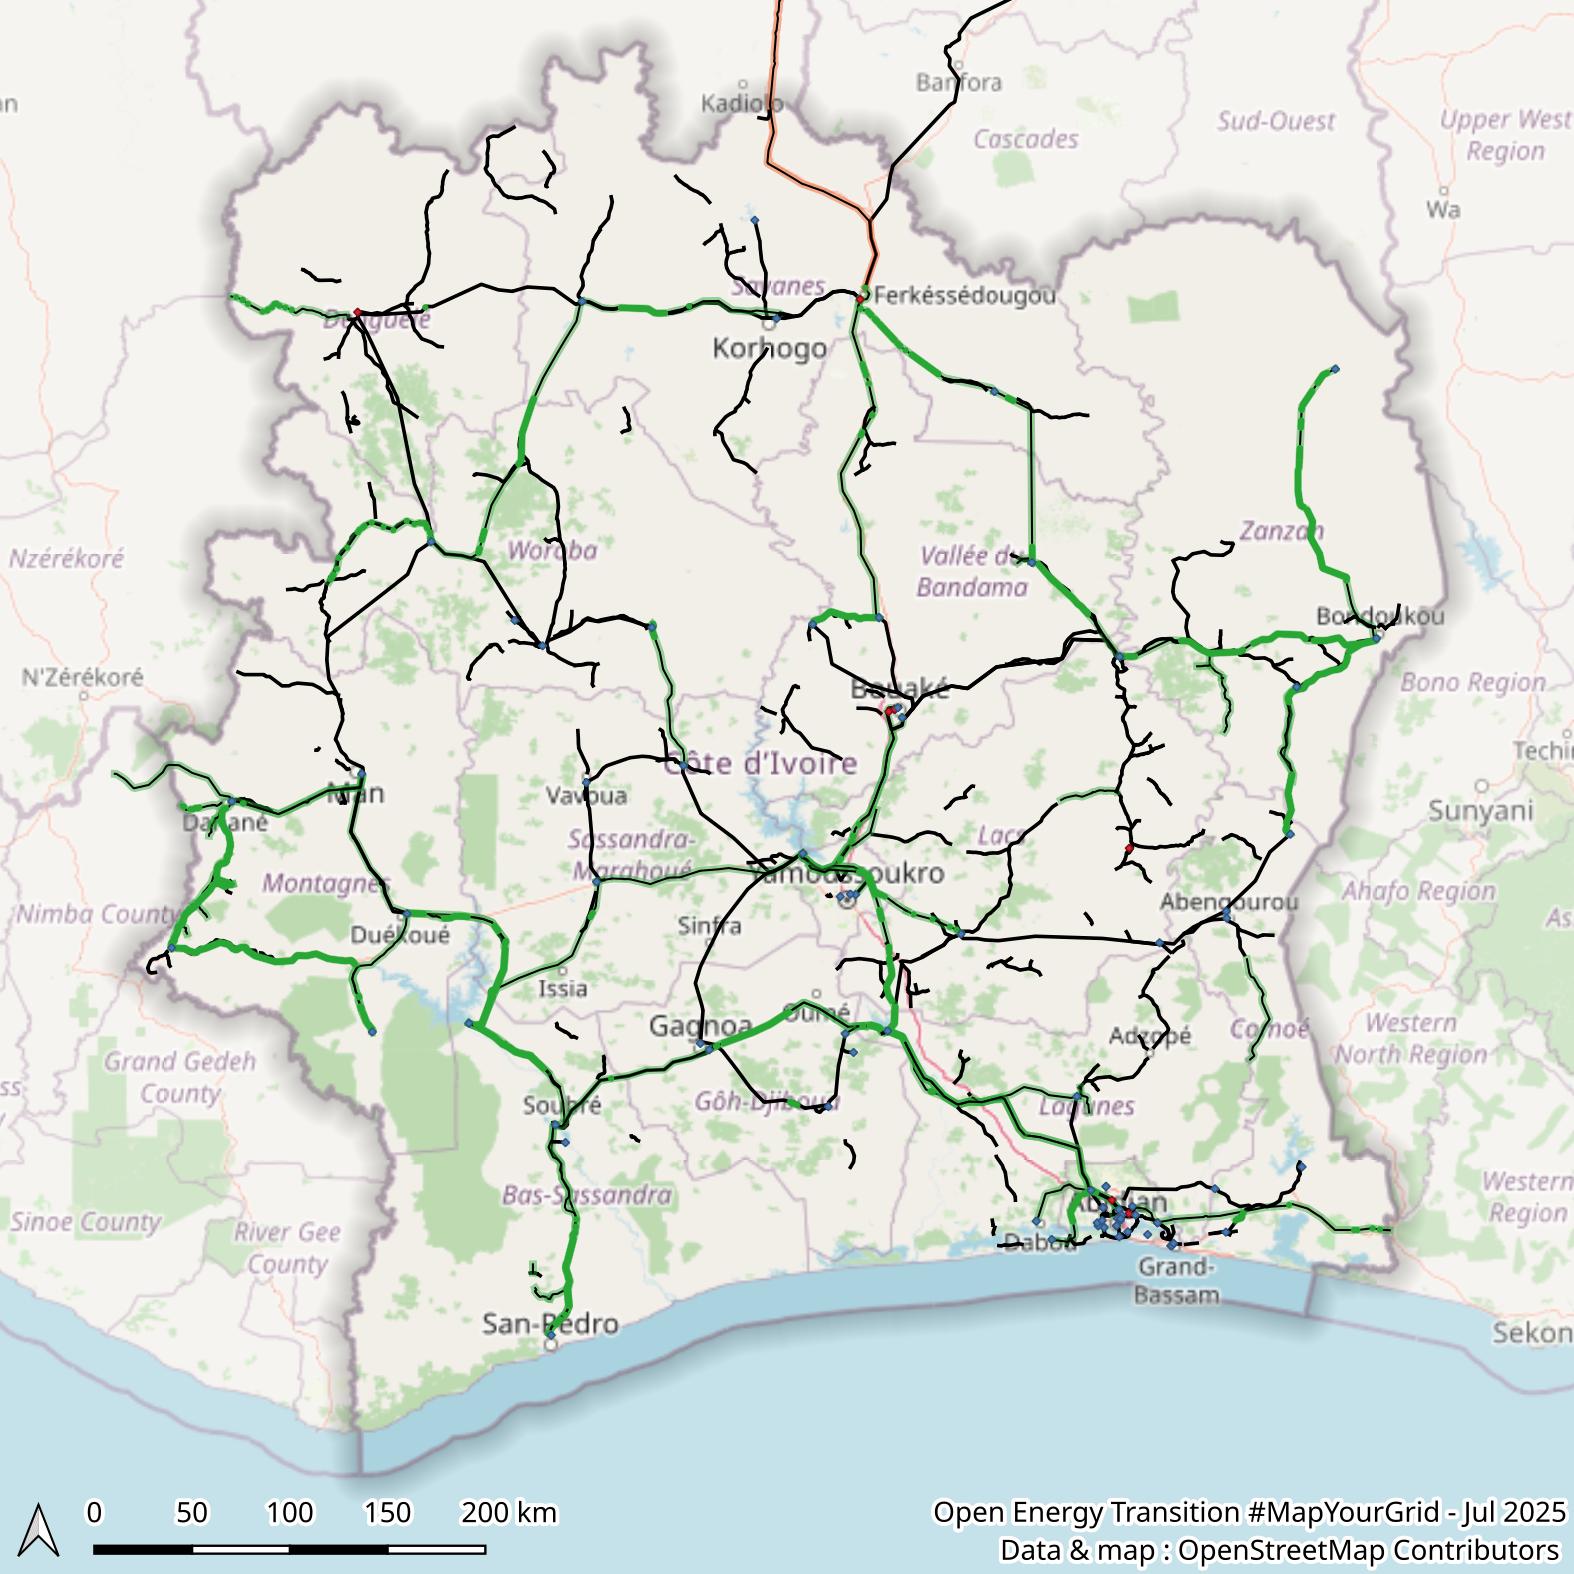 Banfora
Kadiolo
Cascades
Sud-Ouest
Upper West
Region
Wa
Savanes
Ferkéssédougou
Denguélé
Korhogo
Nzérékoré
Woroba
Vallée du
Bandama
Zanzan
Bondoukou
N'Zérékoré
Bouaké
Bono Region
Côte d'Ivoire
Man
Vavoua
Danané
Sunyani
Sassandra-
Marahoué
Lacs
Yamoussoukro
Montagnes
Abengourou
Ahafo Region
Nimba County
Duékoué
Sinfra
Issia
Oumé
Gagnoa
Adzopé
Comoé
Western
North Region
Grand Gedeh
County
Soubré
Gôh-Djiboua
Lagunes
Bas-Sassandra
Abidjan
Western
Region
Sinoe County
River Gee
County
Dabou
Grand-
Bassam
San-Pedro
Sekon
0 50 100 150 200 km
Open Energy Transition #MapYourGrid - Jul 2025
Data & map : OpenStreetMap Contributors